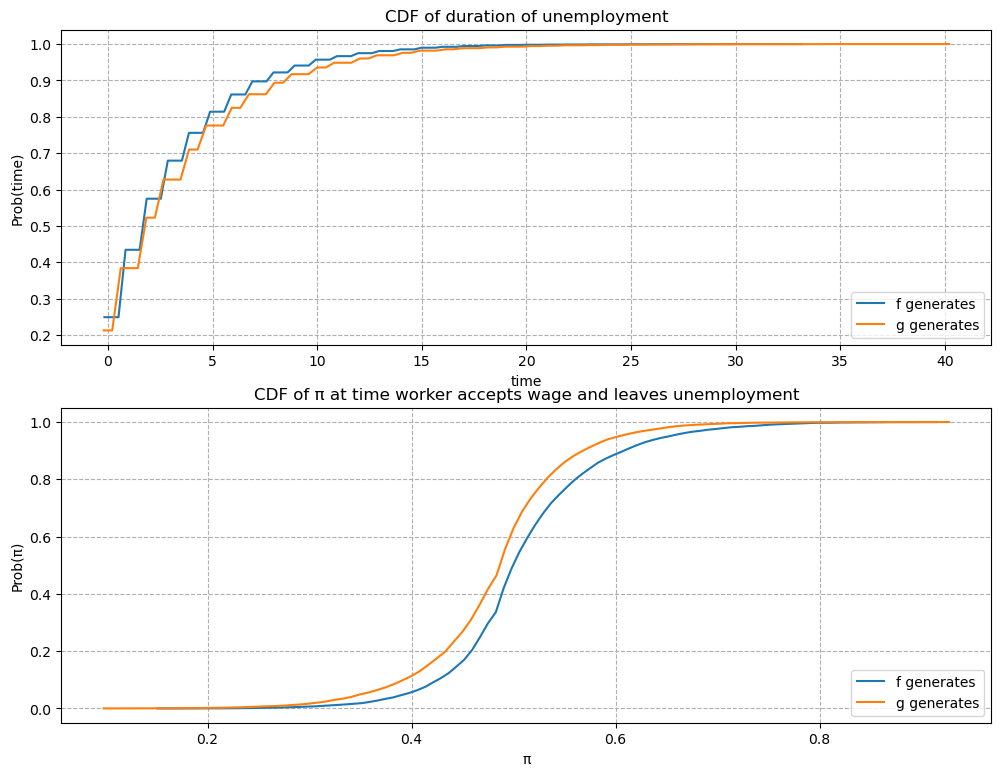 CDF of duration of unemployment
1.0
0.9
0.8
0.7
0.6
0.5
0.4
0.3
0.2
Prob(time)
f generates
g generates
0 5 10 15 20 25 30 35 40
time
CDF of π at time worker accepts wage and leaves unemployment
1.0
0.8
0.6
0.4
0.2
0.0
Prob(π)
f generates
g generates
0.2 0.4 0.6 0.8
π